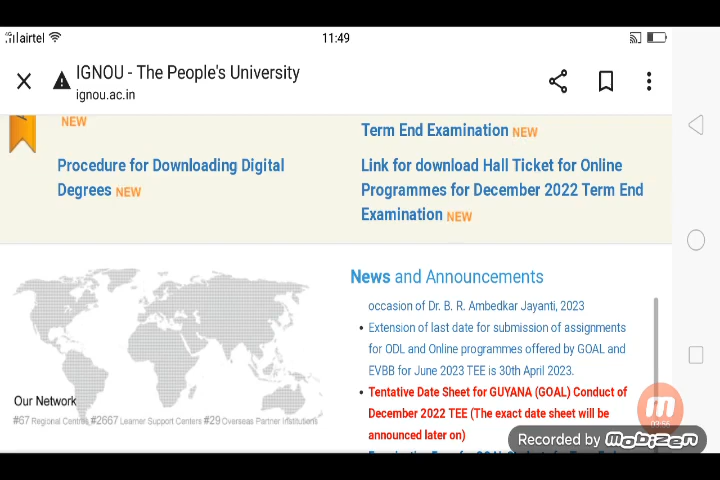 airtel
11:49
IGNOU - The People's University
ignou.ac.in
NEW
Procedure for Downloading Digital
Degrees NEW
Term End Examination NEW
Link for download Hall Ticket for Online
Programmes for December 2022 Term End
Examination NEW
News and Announcements
occasion of Dr. B. R. Ambedkar Jayanti, 2023
• Extension of last date for submission of assignments
for ODL and Online programmes offered by GOAL and
EVBB for June 2023 TEE is 30th April 2023.
• Tentative Date Sheet for GUYANA (GOAL) Conduct of
December 2022 TEE (The exact date sheet will be
announced later on)
Our Network
#67 Regional Centres #2667 Learner Support Centers #29 Overseas Partner Institutions
03:56
Recorded by Mobizen